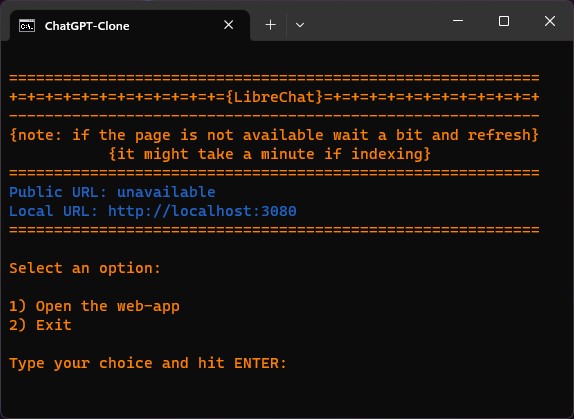 ChatGPT-Clone
===========================================================
+=+=+=+=+=+=+=+=+=+=+=+={LibreChat}=+=+=+=+=+=+=+=+=+=+=+=+
-----------------------------------------------------------
{note: if the page is not available wait a bit and refresh}
{it might take a minute if indexing}
===========================================================
Public URL: unavailable
Local URL: http://localhost:3080
===========================================================
Select an option:
1) Open the web-app
2) Exit
Type your choice and hit ENTER: